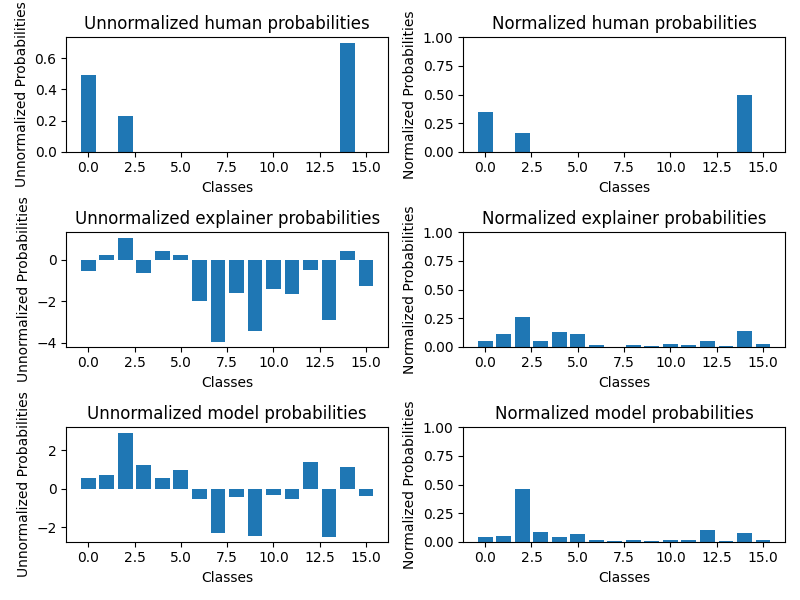 Unnormalized human probabilities
Unnormalized Probabilities
0.6
0.4
0.2
0.0
0.0 2.5 5.0 7.5 10.0 12.5 15.0
Classes
Normalized human probabilities
Normalized Probabilities
1.00
0.75
0.50
0.25
0.00
0.0 2.5 5.0 7.5 10.0 12.5 15.0
Classes
Unnormalized explainer probabilities
Unnormalized Probabilities
0
−2
−4
0.0 2.5 5.0 7.5 10.0 12.5 15.0
Classes
Normalized explainer probabilities
Normalized Probabilities
1.00
0.75
0.50
0.25
0.00
0.0 2.5 5.0 7.5 10.0 12.5 15.0
Classes
Unnormalized model probabilities
Unnormalized Probabilities
2
0
−2
0.0 2.5 5.0 7.5 10.0 12.5 15.0
Classes
Normalized model probabilities
Normalized Probabilities
1.00
0.75
0.50
0.25
0.00
0.0 2.5 5.0 7.5 10.0 12.5 15.0
Classes